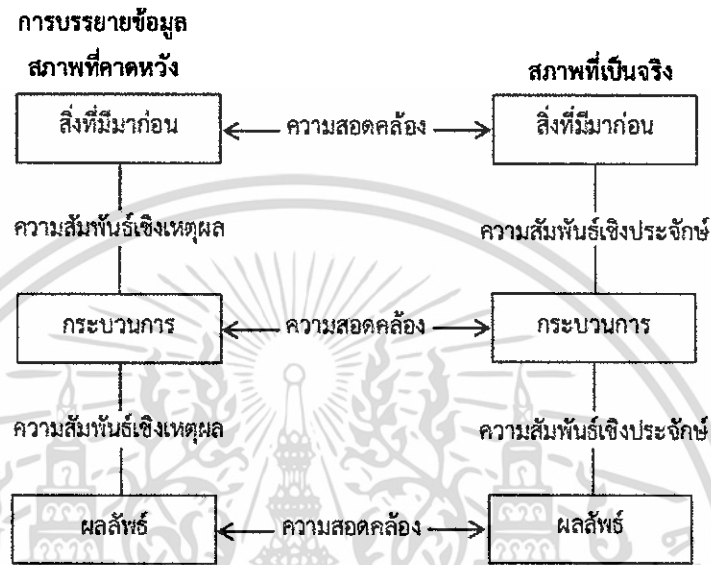 การบรรยายข้อมูล
สภาพที่คาดหวัง
สภาพที่เป็นจริง
สิ่งที่มีมาก่อน
ความสอดคล้อง
สิ่งที่มีมาก่อน
ความสัมพันธ์เชิงเหตุผล
ความสัมพันธ์เชิงประจักษ์
กระบวนการ
ความสอดคล้อง
กระบวนการ
ความสัมพันธ์เชิงเหตุผล
ความสัมพันธ์เชิงประจักษ์
ผลลัพธ์
ความสอดคล้อง
ผลลัพธ์